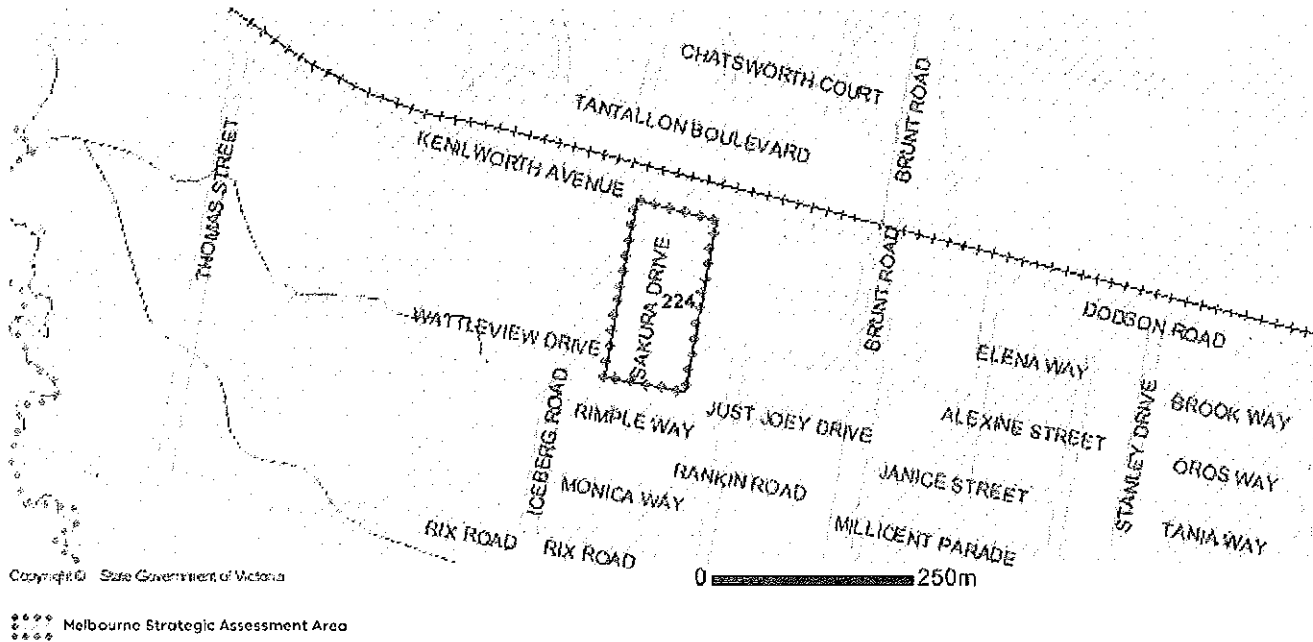 CHATSWORTH COURT
TANTALLON BOULEVARD
BRUNT ROAD
KENILWORTH AVENUE
THOMAS STREET
BRUNT ROAD
SAKURA DRIVE
224
DODSON ROAD
WATTLEVIEW DRIVE
ELENA WAY
ICEBERG ROAD
RIMPLE WAY
JUST JOEY DRIVE
ALEXINE STREET
STANLEY DRIVE
BROOK WAY
RANKIN ROAD
JANICE STREET
OROS WAY
MONICA WAY
MILLICENT PARADE
TANIA WAY
RIX ROAD
RIX ROAD
Copyright © State Government of Victoria
0 250m
Melbourne Strategic Assessment Area